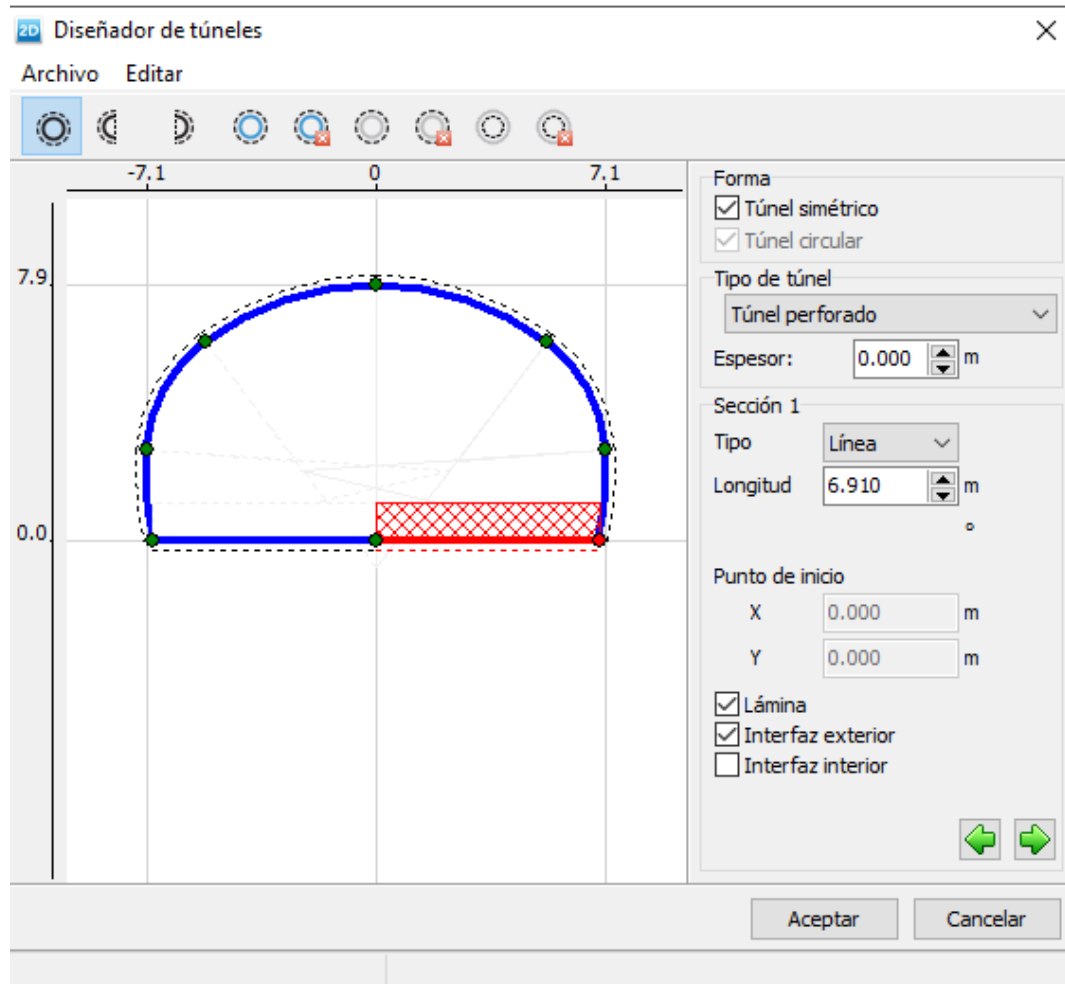 2D Diseñador de túneles
Archivo Editar
-7.1 0 7.1
7.9
0.0
Forma
Túnel simétrico
Túnel circular
Tipo de túnel
Túnel perforado
Espesor: 0.000 m
Sección 1
Tipo Línea
Longitud 6.910 m
°
Punto de inicio
X 0.000 m
Y 0.000 m
Lámina
Interfaz exterior
Interfaz interior
Aceptar Cancelar